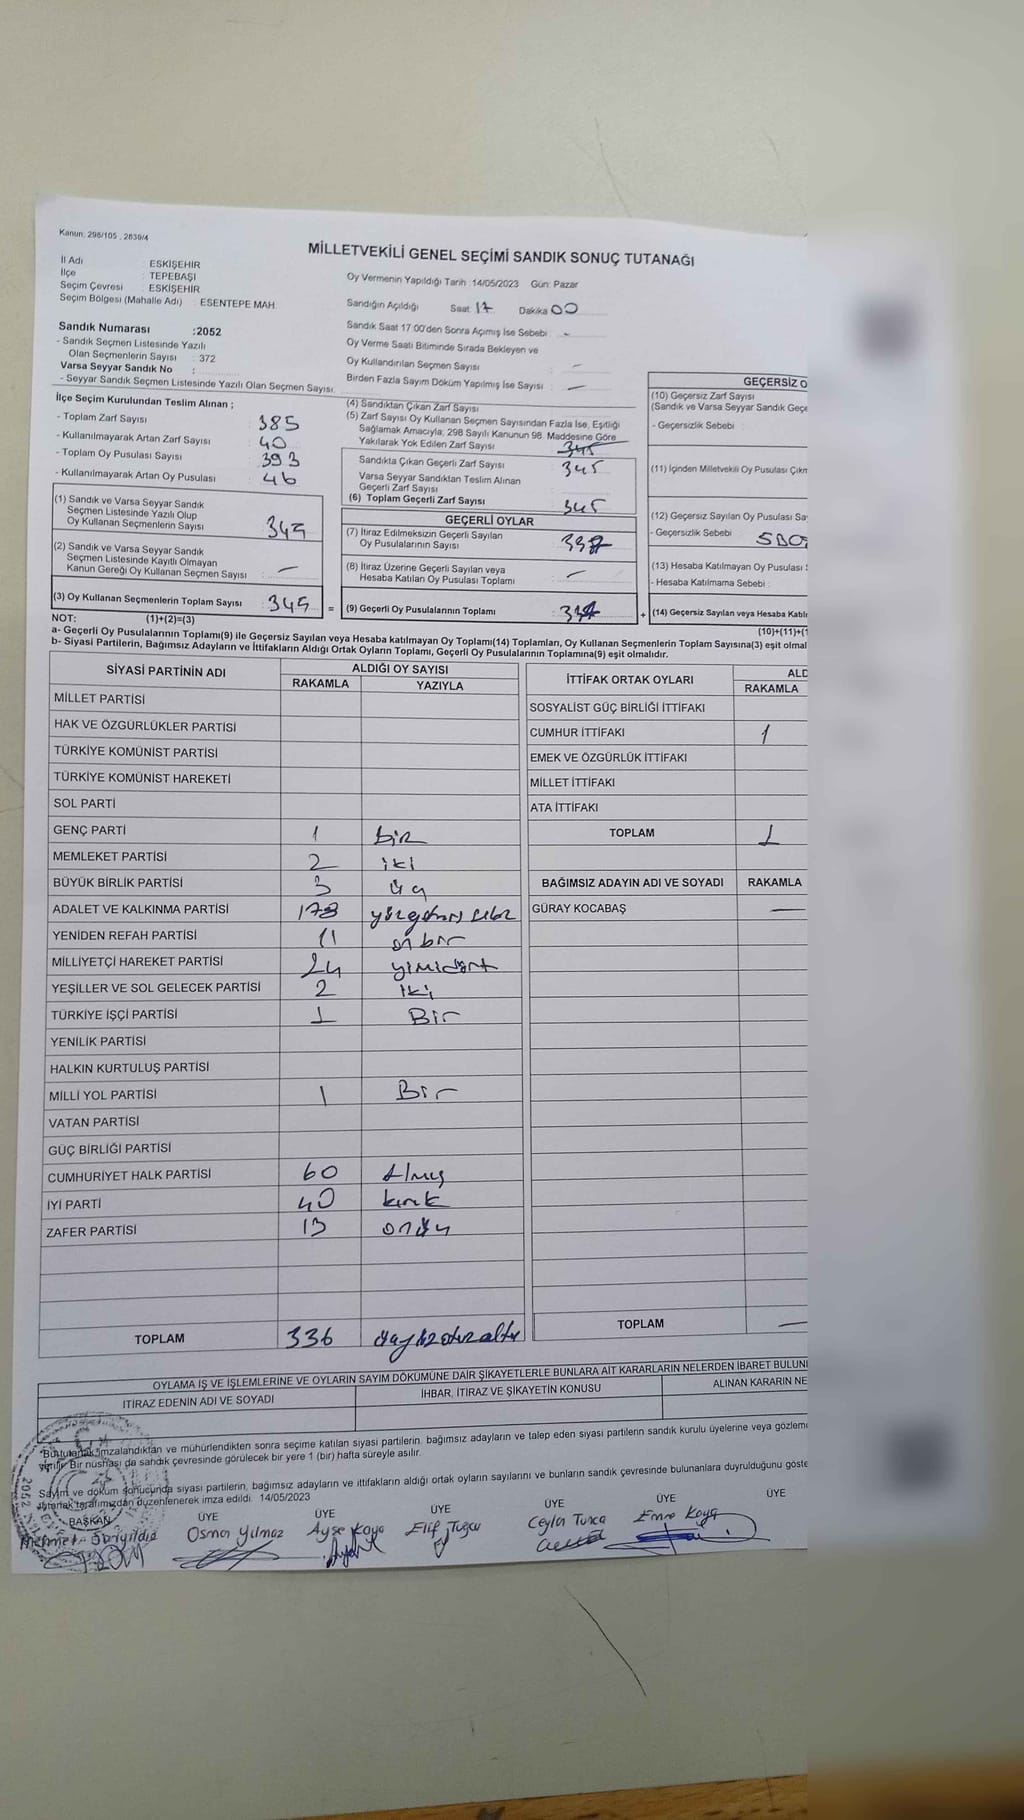 Kanun: 298/105 , 2839/4
MİLLETVEKİLİ GENEL SEÇİMİ SANDIK SONUÇ TUTANAĞI
İl Adı : ESKİŞEHİR
İlçe : TEPEBAŞI
Seçim Çevresi : ESKİŞEHİR
Seçim Bölgesi (Mahalle Adı) : ESENTEPE MAH.
Sandık Numarası :2052
- Sandık Seçmen Listesinde Yazılı
Olan Seçmenlerin Sayısı : 372
Varsa Seyyar Sandık No :
- Seyyar Sandık Seçmen Listesinde Yazılı Olan Seçmen Sayısı
Oy Vermenin Yapıldığı Tarih :14/05/2023 Gün: Pazar
Sandığın Açıldığı Saat 17 Dakika 00
Sandık Saat 17:00'den Sonra Açımış İse Sebebi : -
Oy Verme Saati Bitiminde Sırada Bekleyen ve
Oy Kullandırılan Seçmen Sayısı : -
Birden Fazla Sayım Döküm Yapılmış İse Sayısı : -
İlçe Seçim Kurulundan Teslim Alınan ;
- Toplam Zarf Sayısı : 385
- Kullanılmayarak Artan Zarf Sayısı : 40
- Toplam Oy Pusulası Sayısı : 393
- Kullanılmayarak Artan Oy Pusulası : 46
(1) Sandık ve Varsa Seyyar Sandık
Seçmen Listesinde Yazılı Olup
Oy Kullanan Seçmenlerin Sayısı : 345
(2) Sandık ve Varsa Seyyar Sandık
Seçmen Listesinde Kayıtlı Olmayan
Kanun Gereği Oy Kullanan Seçmen Sayısı : -
(3) Oy Kullanan Seçmenlerin Toplam Sayısı : 345 =
(4) Sandıktan Çıkan Zarf Sayısı
(5) Zarf Sayısı Oy Kullanan Seçmen Sayısından Fazla İse, Eşitliği
Sağlamak Amacıyla; 298 Sayılı Kanunun 98. Maddesine Göre
Yakılarak Yok Edilen Zarf Sayısı 345
Sandıkta Çıkan Geçerli Zarf Sayısı 345
Varsa Seyyar Sandıktan Teslim Alınan
Geçerli Zarf Sayısı
(6) Toplam Geçerli Zarf Sayısı 345
GEÇERLİ OYLAR
(7) İtiraz Edilmeksizin Geçerli Sayılan
Oy Pusulalarının Sayısı : 337
(8) İtiraz Üzerine Geçerli Sayılan veya
Hesaba Katılan Oy Pusulası Toplamı : -
(9) Geçerli Oy Pusulalarının Toplamı : 337 +
GEÇERSİZ O
(10) Geçersiz Zarf Sayısı
(Sandık ve Varsa Seyyar Sandık Geçe
- Geçersizlik Sebebi
(11) İçinden Milletvekili Oy Pusulası Çıkm
(12) Geçersiz Sayılan Oy Pusulası Sa
- Geçersizlik Sebebi :
(13) Hesaba Katılmayan Oy Pusulası
- Hesaba Katılmama Sebebi :
(14) Geçersiz Sayılan veya Hesaba Katılı
(10)+(11)+(1
NOT: (1)+(2)=(3)
a- Geçerli Oy Pusulalarının Toplamı(9) ile Geçersiz Sayılan veya Hesaba katılmayan Oy Toplamı(14) Toplamları, Oy Kullanan Seçmenlerin Toplam Sayısına(3) eşit olmal
b- Siyasi Partilerin, Bağımsız Adayların ve İttifakların Aldığı Ortak Oyların Toplamı, Geçerli Oy Pusulalarının Toplamına(9) eşit olmalıdır.
SİYASİ PARTİNİN ADI ALDIĞI OY SAYISI
RAKAMLA YAZIYLA
MİLLET PARTİSİ
HAK VE ÖZGÜRLÜKLER PARTİSİ
TÜRKİYE KOMÜNİST PARTİSİ
TÜRKİYE KOMÜNİST HAREKETİ
SOL PARTİ
GENÇ PARTİ 1 bir
MEMLEKET PARTİSİ 2 iki
BÜYÜK BİRLİK PARTİSİ 3 üç
ADALET VE KALKINMA PARTİSİ 178
YENİDEN REFAH PARTİSİ 11 on bir
MİLLİYETÇİ HAREKET PARTİSİ 24 yirmidört
YEŞİLLER VE SOL GELECEK PARTİSİ 2 iki
TÜRKİYE İŞÇİ PARTİSİ 1 Bir
YENİLİK PARTİSİ
HALKIN KURTULUŞ PARTİSİ
MİLLİ YOL PARTİSİ 1 Bir
VATAN PARTİSİ
GÜÇ BİRLİĞİ PARTİSİ
CUMHURİYET HALK PARTİSİ 60 Altmış
İYİ PARTİ 40 kırk
ZAFER PARTİSİ 13 onüç
TOPLAM 336 üçyüzotuzaltı
İTTİFAK ORTAK OYLARI ALD
RAKAMLA
SOSYALİST GÜÇ BİRLİĞİ İTTİFAKI
CUMHUR İTTİFAKI 1
EMEK VE ÖZGÜRLÜK İTTİFAKI
MİLLET İTTİFAKI
ATA İTTİFAKI
TOPLAM 1
BAĞIMSIZ ADAYIN ADI VE SOYADI RAKAMLA
GÜRAY KOCABAŞ -
TOPLAM -
OYLAMA İŞ VE İŞLEMLERİNE VE OYLARIN SAYIM DÖKÜMÜNE DAİR ŞİKAYETLERLE BUNLARA AİT KARARLARIN NELERDEN İBARET BULUN
İTİRAZ EDENİN ADI VE SOYADI İHBAR, İTİRAZ VE ŞİKAYETİN KONUSU ALINAN KARARIN NE
Bu tutanak imzalandıktan ve mühürlendikten sonra seçime katılan siyasi partilerin, bağımsız adayların ve talep eden siyasi partilerin sandık kurulu üyelerine veya gözleme
verilir. Bir nüshası da sandık çevresinde görülecek bir yere 1 (bir) hafta süreyle asılır.
Sayım ve döküm sonucunda siyasi partilerin, bağımsız adayların ve ittifakların aldığı ortak oyların sayılarını ve bunların sandık çevresinde bulunanlara duyrulduğunu göste
tutanak tarafımızdan düzenlenerek imza edildi. 14/05/2023
BAŞKAN ÜYE ÜYE ÜYE ÜYE ÜYE ÜYE
Mehmet Sarıyıldız Osman Yılmaz Ayşe Kaya Elif Tuğcu Ceylan Tunca Emre Kaya
2052